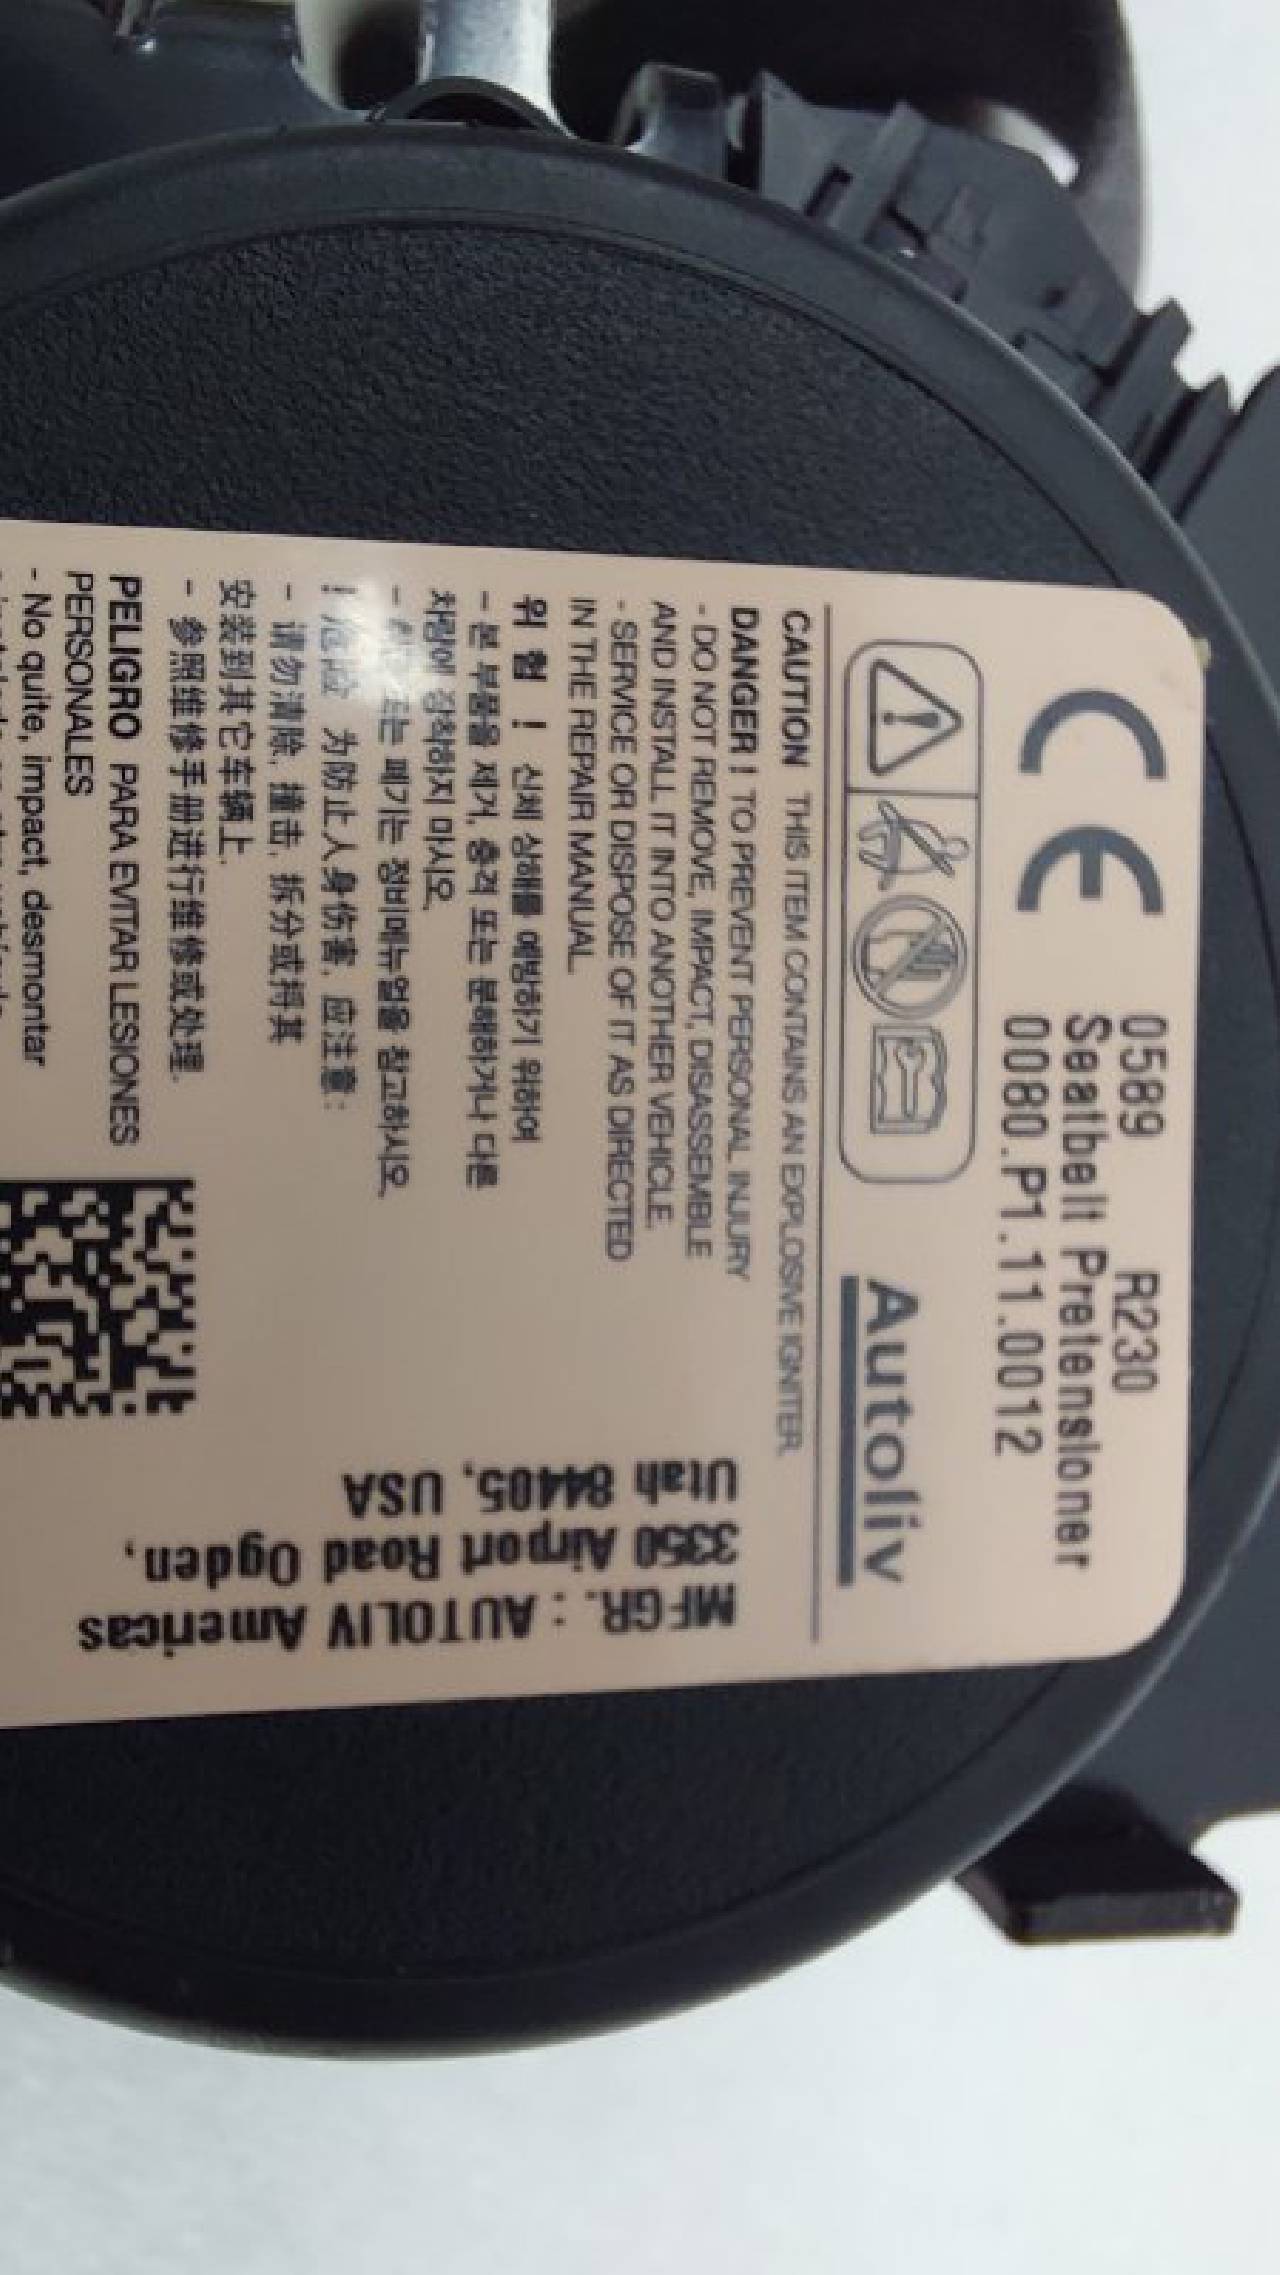 CE 0589 R230
Seatbelt Pretensioner
0080.P1.11.0012
Autoliv
CAUTION THIS ITEM CONTAINS AN EXPLOSIVE IGNITER.
DANGER ! TO PREVENT PERSONAL INJURY
- DO NOT REMOVE, IMPACT, DISASSEMBLE
AND INSTALL IT INTO ANOTHER VEHICLE.
- SERVICE OR DISPOSE OF IT AS DIRECTED
IN THE REPAIR MANUAL.
위 험 ! 신체 상해를 예방하기 위하여
- 본 부품을 제거, 충격 또는 분해하거나 다른
차량에 장착하지 마시오.
- 또는 폐기는 정비메뉴얼을 참고하시오.
! 危险 为防止人身伤害, 应注意:
- 请勿清除, 撞击, 拆分或将其
安装到其它车辆上.
- 参照维修手册进行维修或处理.
PELIGRO PARA EVITAR LESIONES
PERSONALES
- No quite, impact, desmontar
MFGR. : AUTOLIV Americas
3350 Airport Road Ogden,
Utah 84405, USA